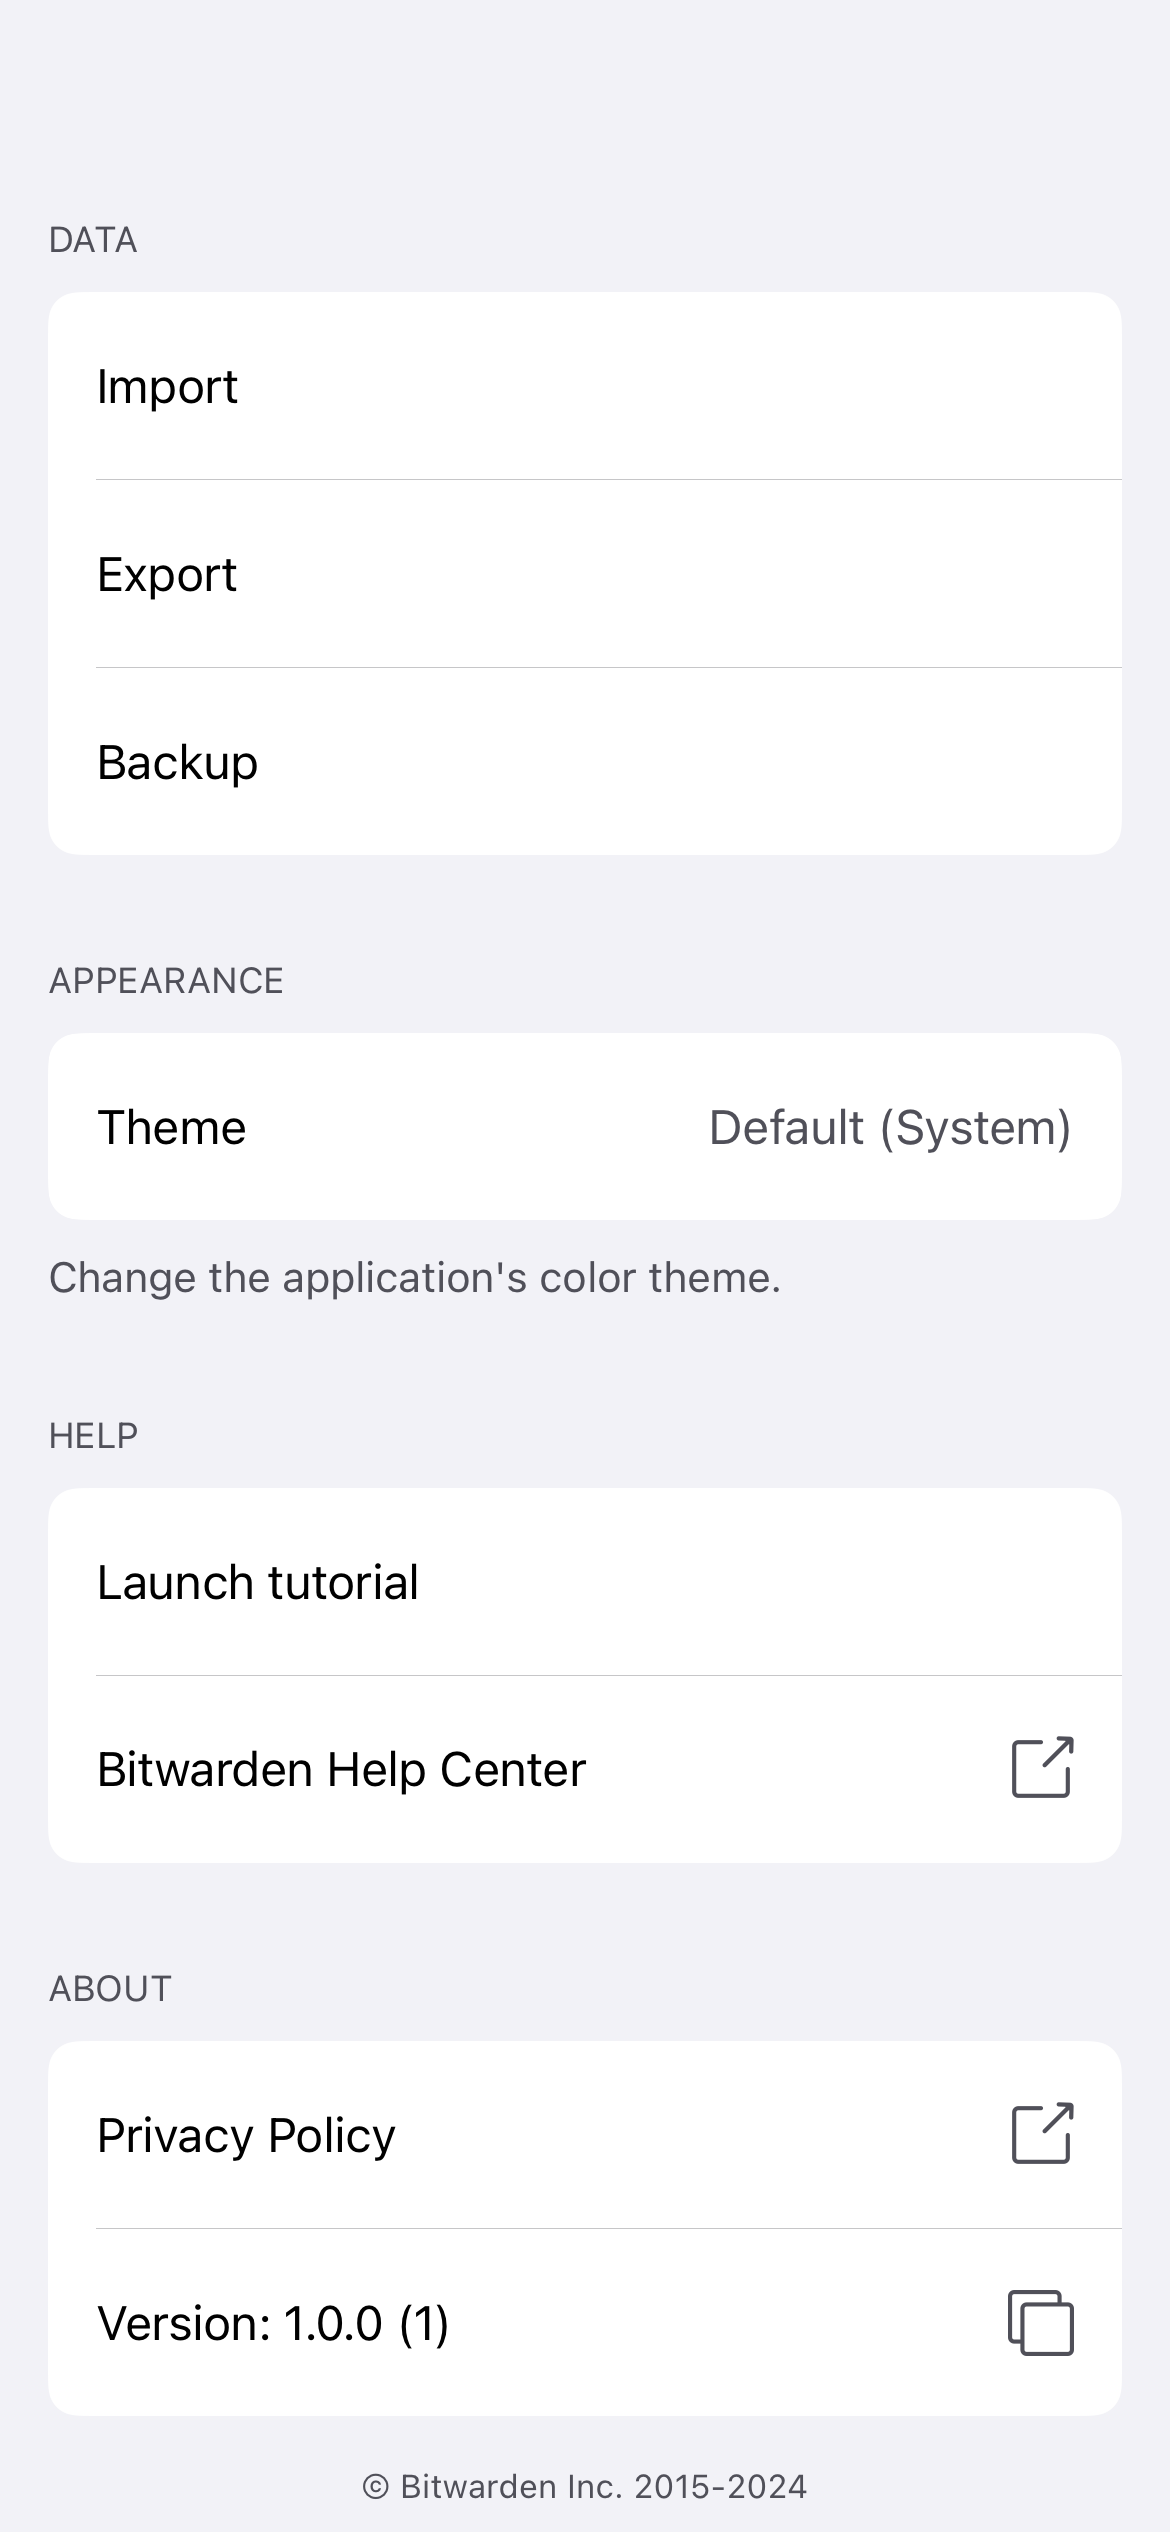 DATA
Import
Export
Backup
APPEARANCE
Theme Default (System)
Change the application's color theme.
HELP
Launch tutorial
Bitwarden Help Center
ABOUT
Privacy Policy
Version: 1.0.0 (1)
© Bitwarden Inc. 2015-2024